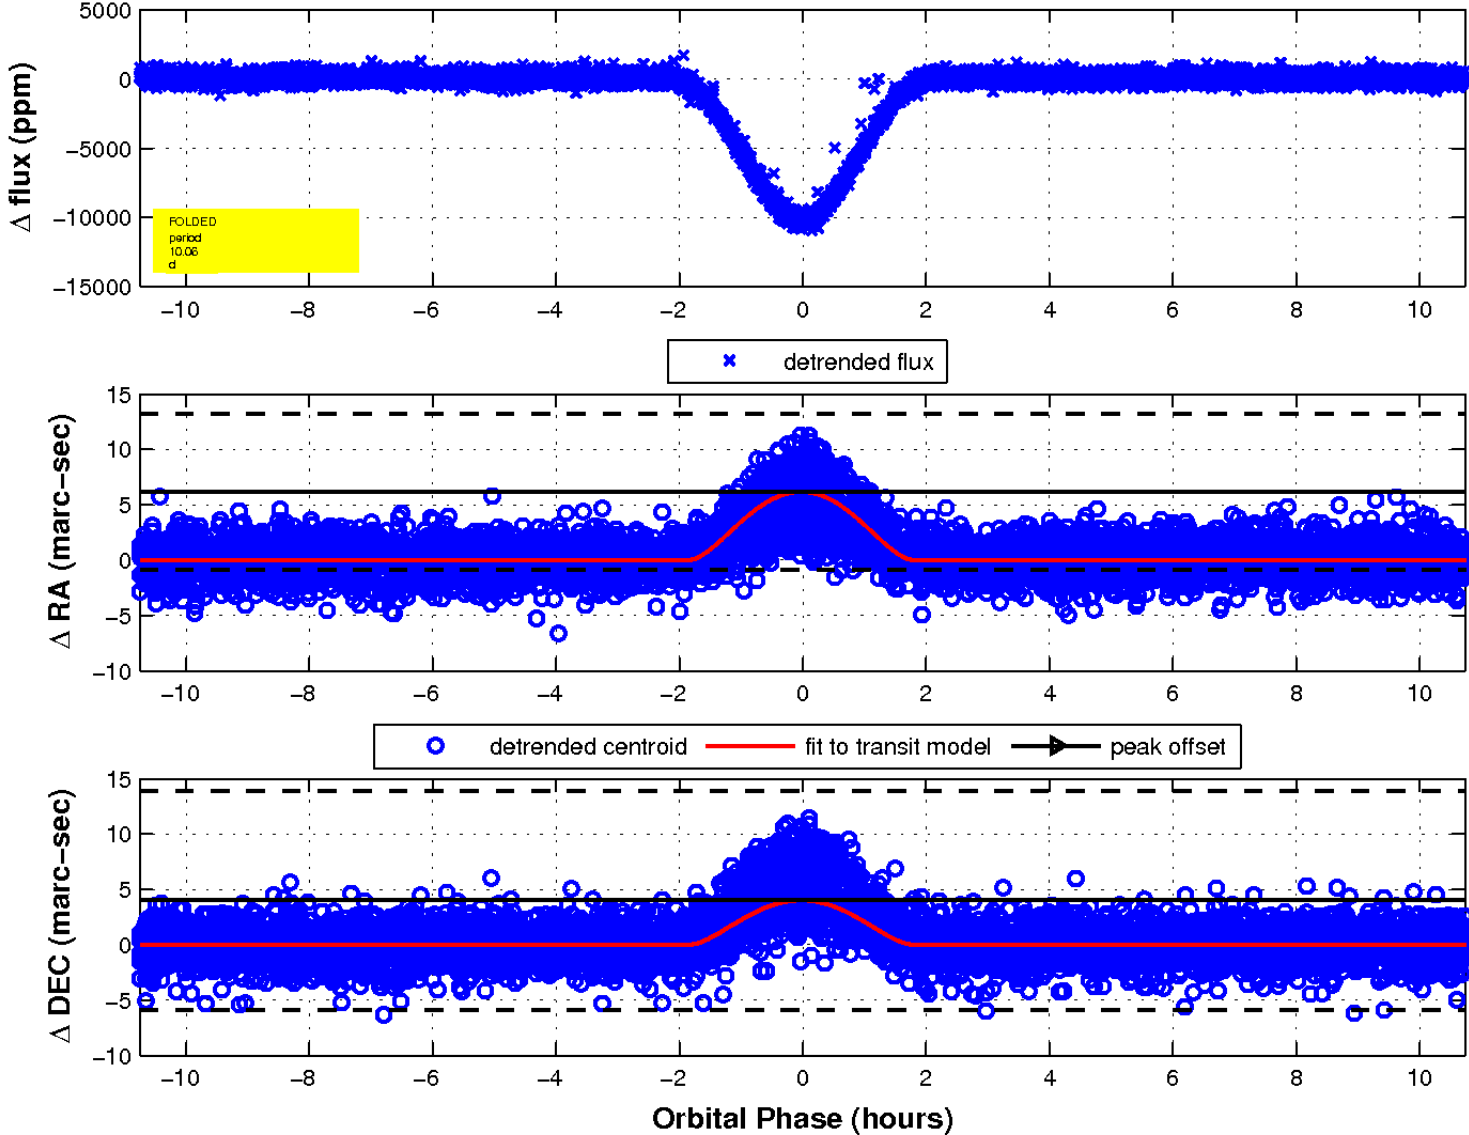 5000
0
−5000
−10000
−15000
Δ flux (ppm)
FOLDED
period
10.06
d
−10 −8 −6 −4 −2 0 2 4 6 8 10
detrended flux
15
10
5
0
−5
−10
Δ RA (marc−sec)
−10 −8 −6 −4 −2 0 2 4 6 8 10
detrended centroid fit to transit model peak offset
15
10
5
0
−5
−10
Δ DEC (marc−sec)
−10 −8 −6 −4 −2 0 2 4 6 8 10
Orbital Phase (hours)